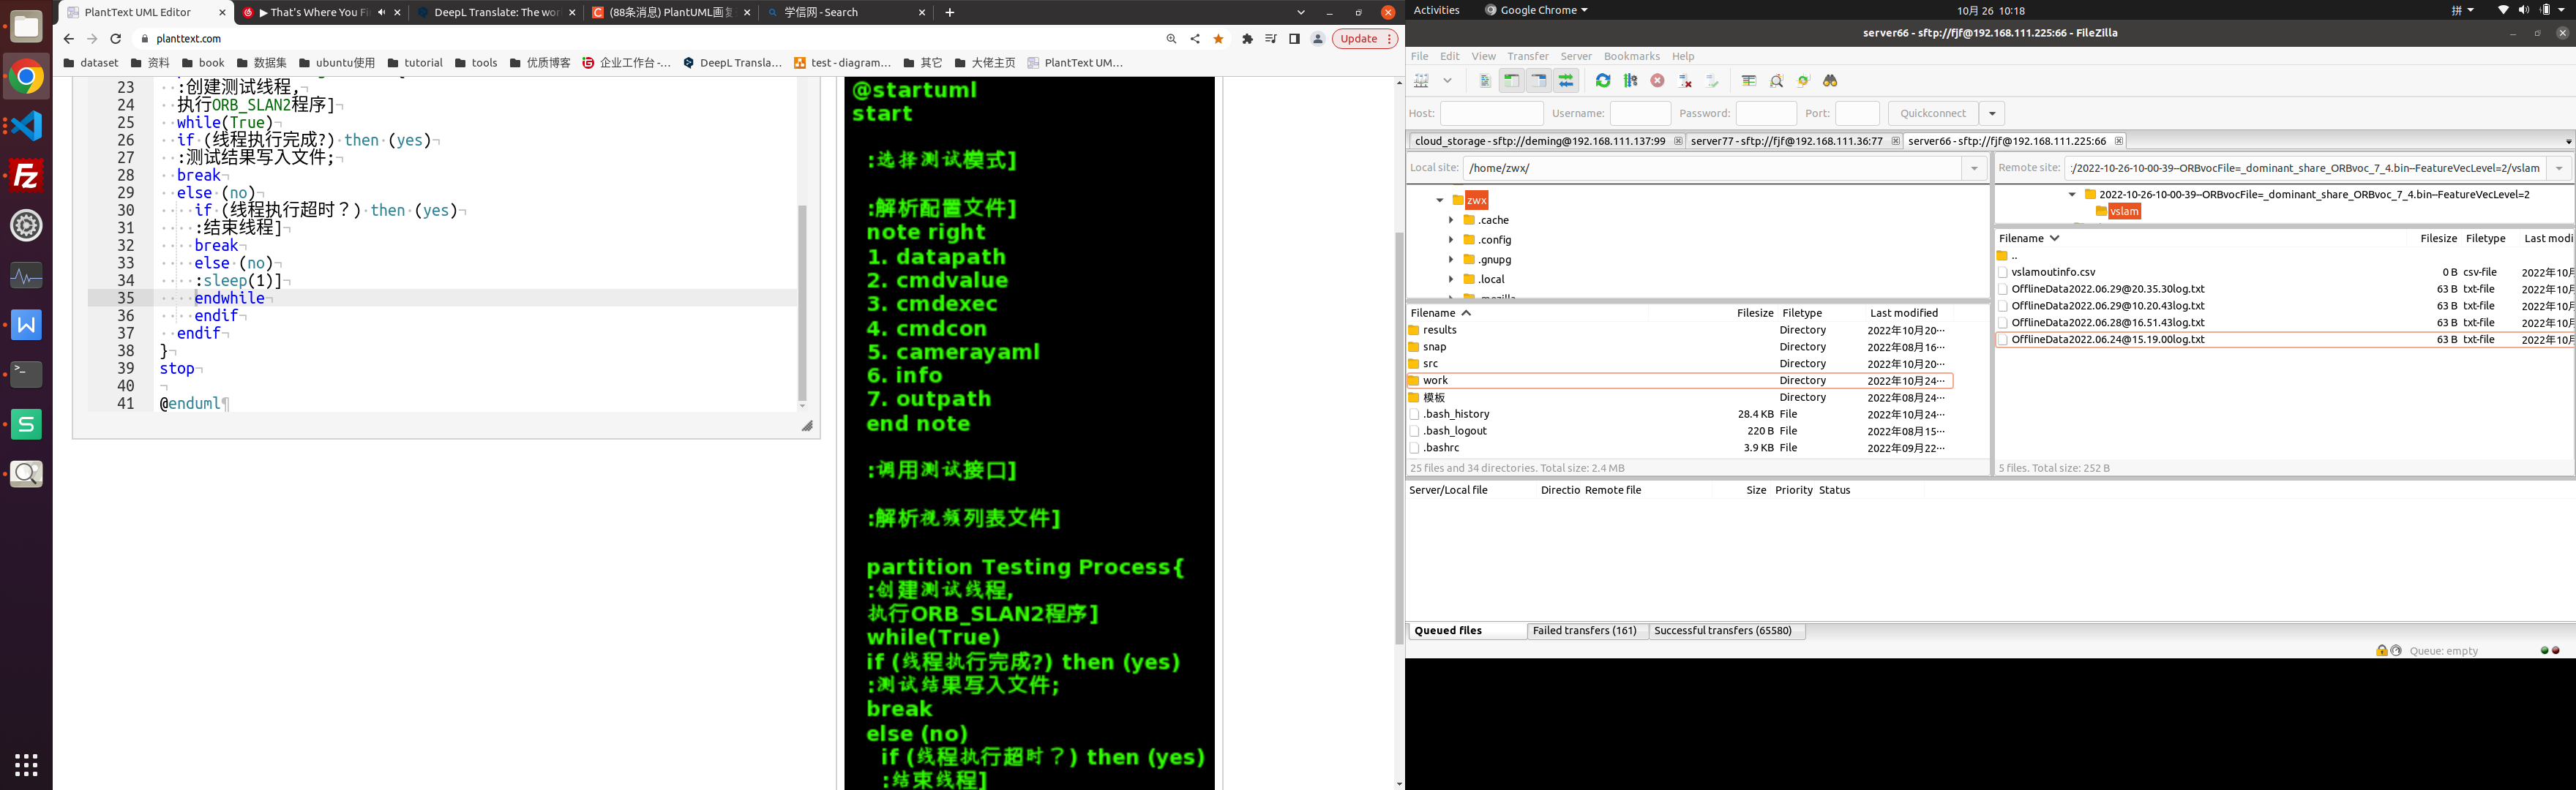 PlantText UML Editor
▶ That's Where You Fi
DeepL Translate: The wor
(88条消息) PlantUML画复
学信网 - Search
planttext.com
Update
dataset
资料
book
数据集
ubuntu使用
tutorial
tools
优质博客
企业工作台 -…
DeepL Transla…
test - diagram…
其它
大佬主页
PlantText UM…
23 :创建测试线程,
24 执行ORB_SLAN2程序]
25 while(True)
26 if (线程执行完成?) then (yes)
27 :测试结果写入文件;
28 break
29 else (no)
30 if (线程执行超时？) then (yes)
31 :结束线程]
32 break
33 else (no)
34 :sleep(1)]
35 endwhile
36 endif
37 endif
38 }
39 stop
40
41 @enduml
@startuml
start
:选择测试模式]
:解析配置文件]
note right
1. datapath
2. cmdvalue
3. cmdexec
4. cmdcon
5. camerayaml
6. info
7. outpath
end note
:调用测试接口]
:解析视频列表文件]
partition Testing Process{
:创建测试线程,
执行ORB_SLAN2程序]
while(True)
if (线程执行完成?) then (yes)
:测试结果写入文件;
break
else (no)
if (线程执行超时？) then (yes)
:结束线程]
Activities
Google Chrome
10月 26 10:18
拼
server66 - sftp://fjf@192.168.111.225:66 - FileZilla
File Edit View Transfer Server Bookmarks Help
Host: Username: Password: Port: Quickconnect
cloud_storage - sftp://deming@192.168.111.137:99
server77 - sftp://fjf@192.168.111.36:77
server66 - sftp://fjf@192.168.111.225:66
Local site: /home/zwx/
zwx
.cache
.config
.gnupg
.local
Filename Filesize Filetype Last modified
results Directory 2022年10月20…
snap Directory 2022年08月16…
src Directory 2022年10月20…
work Directory 2022年10月24…
模板 Directory 2022年08月24…
.bash_history 28.4 KB File 2022年10月24…
.bash_logout 220 B File 2022年08月15…
.bashrc 3.9 KB File 2022年09月22…
25 files and 34 directories. Total size: 2.4 MB
Remote site: :/2022-10-26-10-00-39--ORBvocFile=_dominant_share_ORBvoc_7_4.bin--FeatureVecLevel=2/vslam
2022-10-26-10-00-39--ORBvocFile=_dominant_share_ORBvoc_7_4.bin--FeatureVecLevel=2
vslam
Filename Filesize Filetype Last modi
..
vslamoutinfo.csv 0 B csv-file 2022年10月
OfflineData2022.06.29@20.35.30log.txt 63 B txt-file 2022年10月
OfflineData2022.06.29@10.20.43log.txt 63 B txt-file 2022年10月
OfflineData2022.06.28@16.51.43log.txt 63 B txt-file 2022年10月
OfflineData2022.06.24@15.19.00log.txt 63 B txt-file 2022年10月
5 files. Total size: 252 B
Server/Local file Directio Remote file Size Priority Status
Queued files
Failed transfers (161)
Successful transfers (65580)
Queue: empty